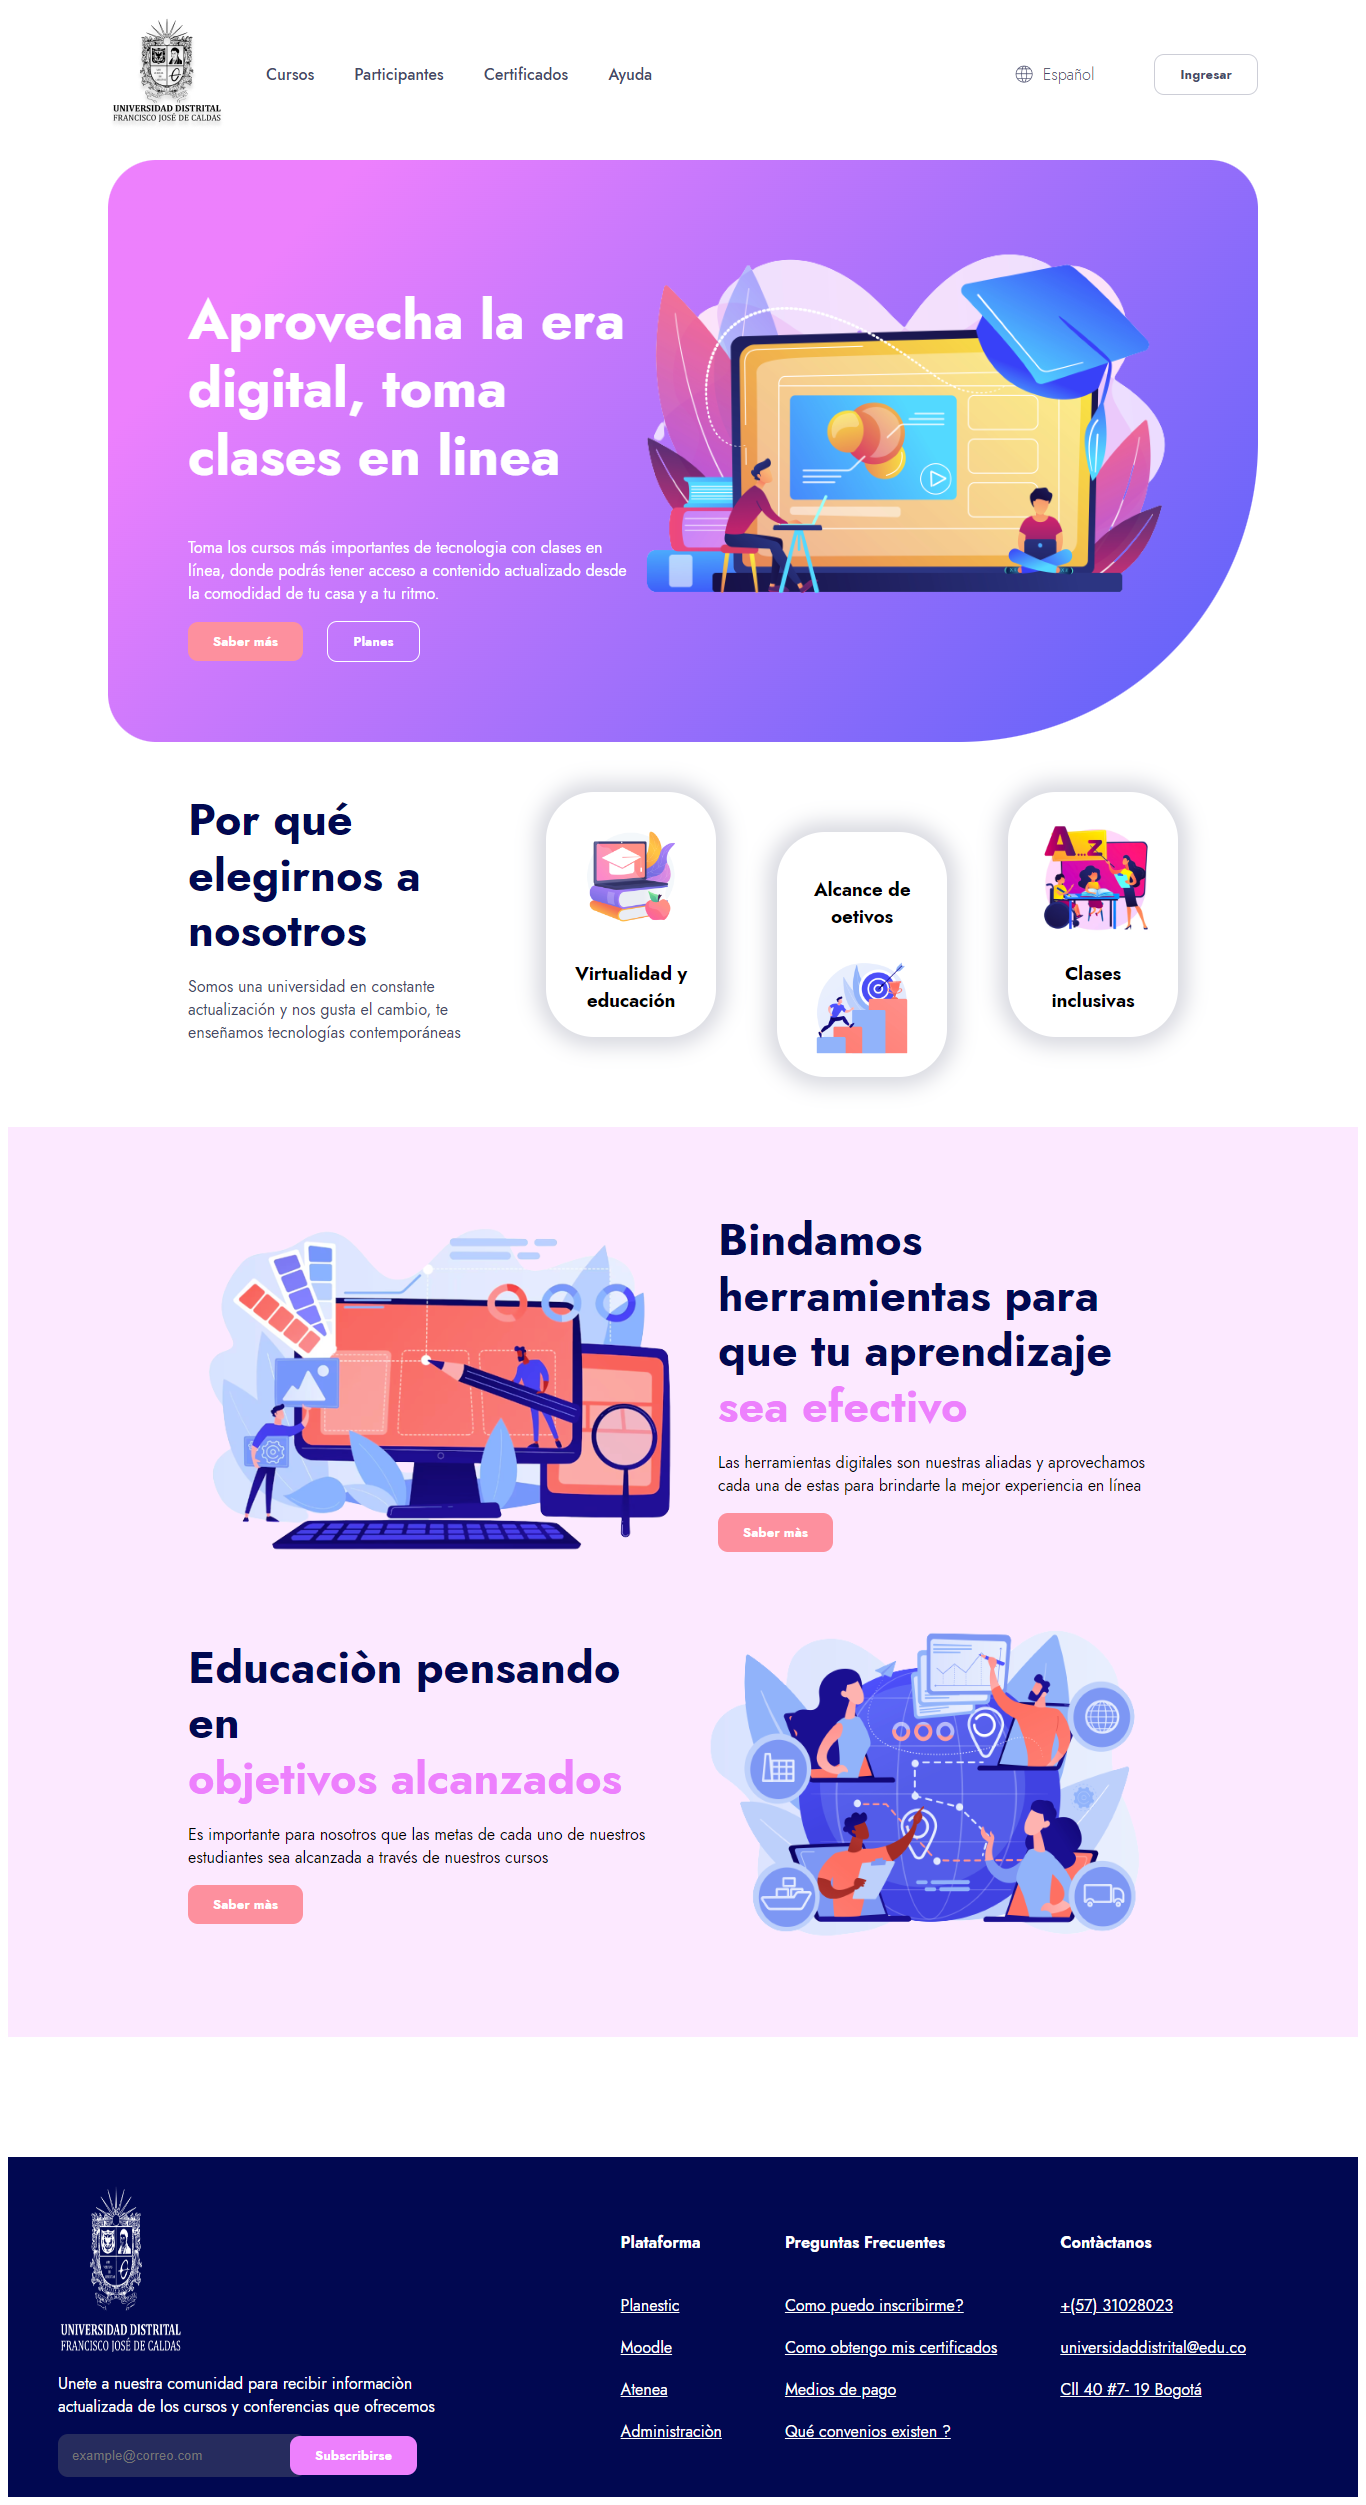 UNIVERSIDAD DISTRITAL
FRANCISCO JOSÉ DE CALDAS
Cursos
Participantes
Certificados
Ayuda
Español
Ingresar
Aprovecha la era
digital, toma
clases en linea
Toma los cursos más importantes de tecnologia con clases en
línea, donde podrás tener acceso a contenido actualizado desde
la comodidad de tu casa y a tu ritmo.
Saber más
Planes
Por qué
elegirnos a
nosotros
Somos una universidad en constante
actualización y nos gusta el cambio, te
enseñamos tecnologías contemporáneas
Virtualidad y
educación
Alcance de
oetivos
A...z
Clases
inclusivas
Bindamos
herramientas para
que tu aprendizaje
sea efectivo
Las herramientas digitales son nuestras aliadas y aprovechamos
cada una de estas para brindarte la mejor experiencia en línea
Saber màs
Educaciòn pensando
en
objetivos alcanzados
Es importante para nosotros que las metas de cada uno de nuestros
estudiantes sea alcanzada a través de nuestros cursos
Saber màs
UNIVERSIDAD DISTRITAL
FRANCISCO JOSÉ DE CALDAS
Unete a nuestra comunidad para recibir informaciòn
actualizada de los cursos y conferencias que ofrecemos
example@correo.com
Subscribirse
Plataforma
Planestic
Moodle
Atenea
Administraciòn
Preguntas Frecuentes
Como puedo inscribirme?
Como obtengo mis certificados
Medios de pago
Qué convenios existen ?
Contàctanos
+(57) 31028023
universidaddistrital@edu.co
Cll 40 #7- 19 Bogotá